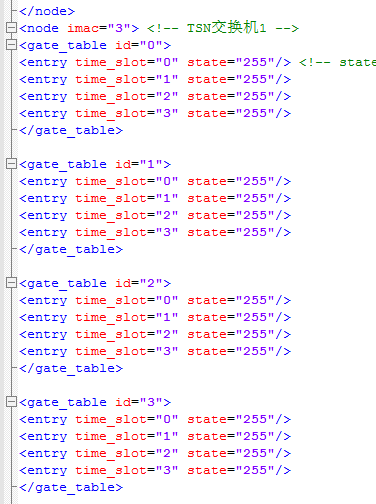 </node>
<node imac="3"> <!-- TSN交换机1 -->
<gate_table id="0">
<entry time_slot="0" state="255"/> <!-- state
<entry time_slot="1" state="255"/>
<entry time_slot="2" state="255"/>
<entry time_slot="3" state="255"/>
</gate_table>
<gate_table id="1">
<entry time_slot="0" state="255"/>
<entry time_slot="1" state="255"/>
<entry time_slot="2" state="255"/>
<entry time_slot="3" state="255"/>
</gate_table>
<gate_table id="2">
<entry time_slot="0" state="255"/>
<entry time_slot="1" state="255"/>
<entry time_slot="2" state="255"/>
<entry time_slot="3" state="255"/>
</gate_table>
<gate_table id="3">
<entry time_slot="0" state="255"/>
<entry time_slot="1" state="255"/>
<entry time_slot="2" state="255"/>
<entry time_slot="3" state="255"/>
</gate_table>